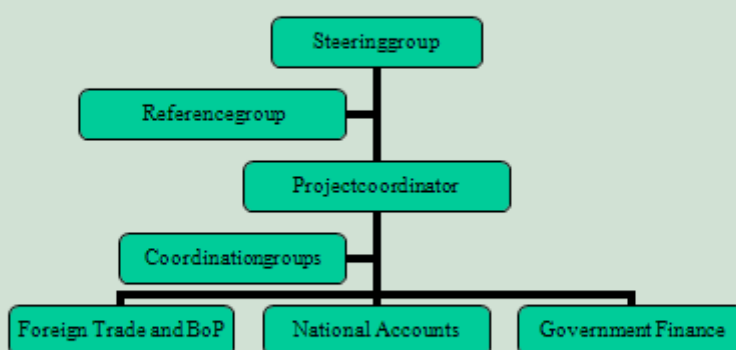 Steeringgroup
Referencegroup
Projectcoordinator
Coordinationgroups
Foreign Trade and BoP
National Accounts
Government Finance